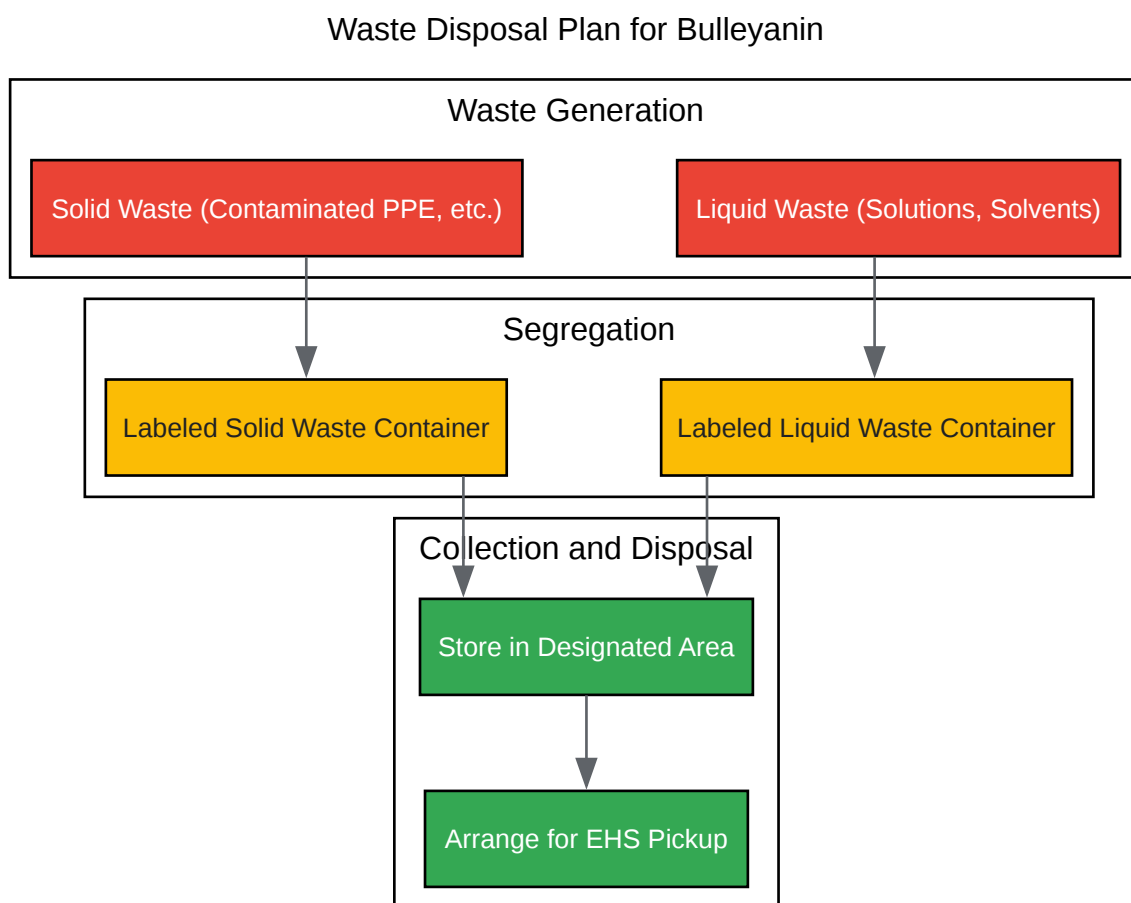 Waste Disposal Plan for Bulleyanin
Waste Generation
Solid Waste (Contaminated PPE, etc.)
Liquid Waste (Solutions, Solvents)
Segregation
Labeled Solid Waste Container
Labeled Liquid Waste Container
Collection and Disposal
Store in Designated Area
Arrange for EHS Pickup